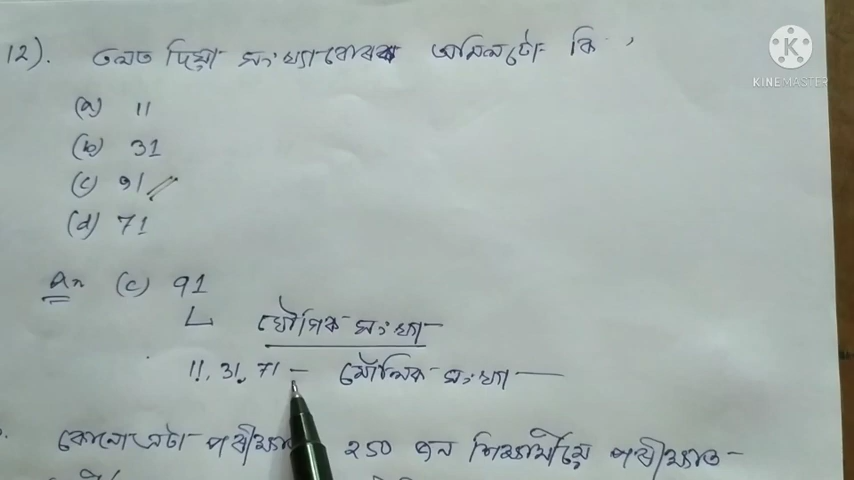 12). তলত দিয়া সংখ্যাবোৰৰ অমিলটো কি ,
KINEMASTER
(a) 11
(b) 31
(c) 91
(d) 71
An (c) 91
যৌগিক সংখ্যা
11, 31, 71 - মৌলিক সংখ্যা
কোনো এটা পৰীক্ষাত 250 জন শিক্ষাৰ্থীয়ে পৰীক্ষাত